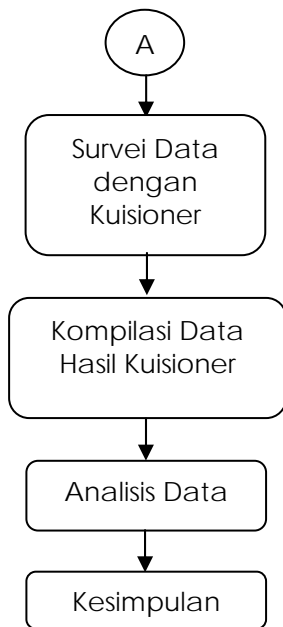 A
Survei Data
dengan
Kuisioner
Kompilasi Data
Hasil Kuisioner
Analisis Data
Kesimpulan